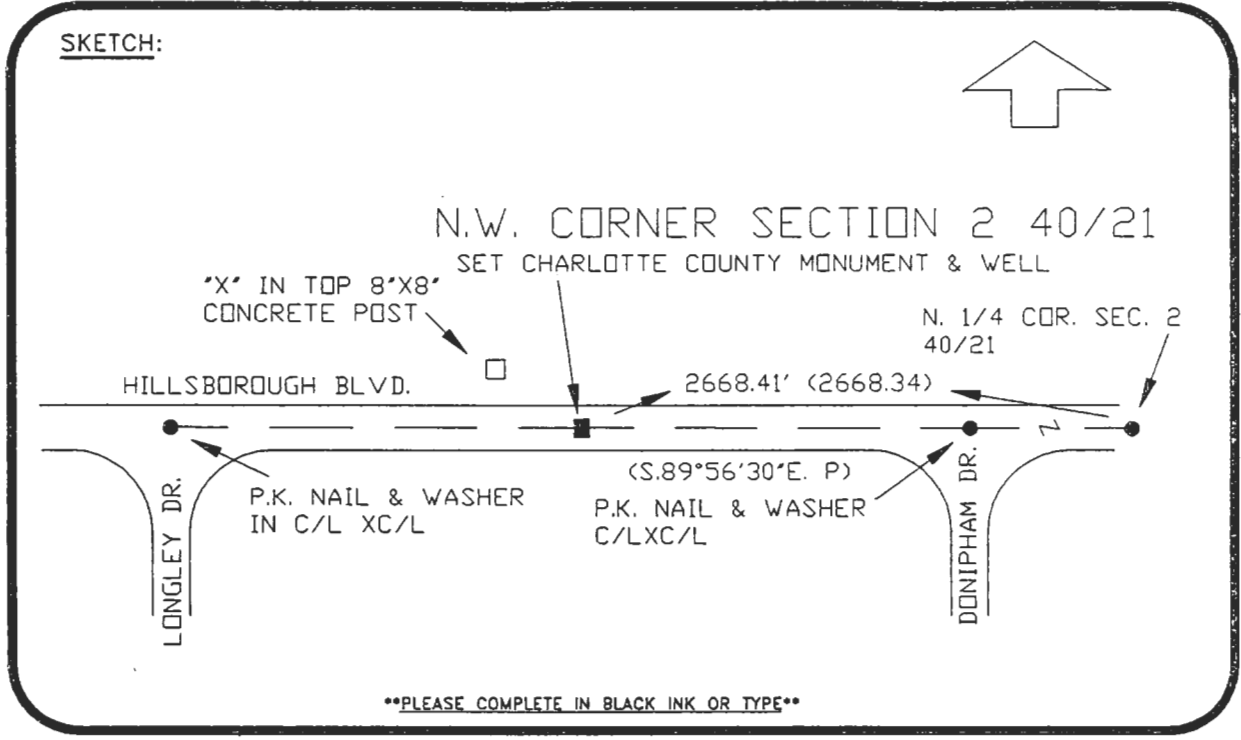 SKETCH:
N.W. CORNER SECTION 2 40/21
SET CHARLOTTE COUNTY MONUMENT & WELL
"X" IN TOP 8"X8"
CONCRETE POST
N. 1/4 COR. SEC. 2
40/21
HILLSBOROUGH BLVD.
2668.41' (2668.34)
(S.89°56'30"E. P)
P.K. NAIL & WASHER
IN C/L XC/L
P.K. NAIL & WASHER
C/LXC/L
LONGLEY DR.
DONIPHAM DR.
**PLEASE COMPLETE IN BLACK INK OR TYPE**